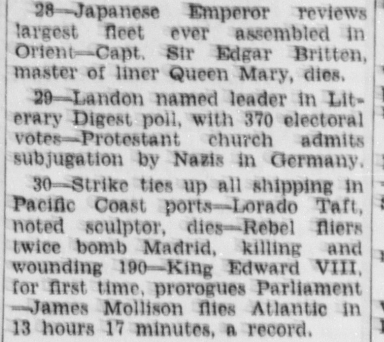 28—Japanese Emperor reviews
largest fleet ever assembled in
Orient—Capt. Sir Edgar Britten,
master of liner Queen Mary, dies.
29—Landon named leader in Lit-
erary Digest poll, with 370 electoral
votes—Protestant church admits
subjugation by Nazis in Germany.
30—Strike ties up all shipping in
Pacific Coast ports—Lorado Taft,
noted sculptor, dies—Rebel fliers
twice bomb Madrid, killing and
wounding 190—King Edward VIII,
for first time, prorogues Parliament
—James Mollison flies Atlantic in
13 hours 17 minutes, a record.